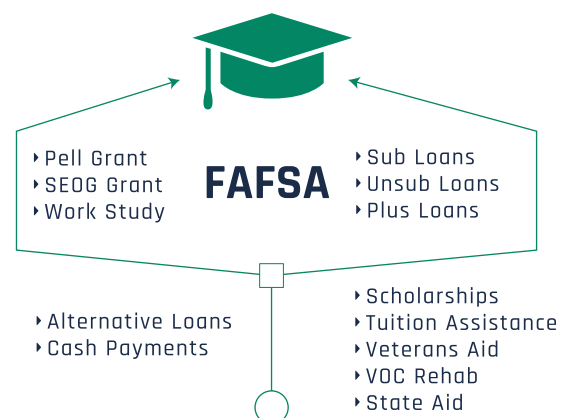 Pell Grant
SEOG Grant
Work Study
FAFSA
Sub Loans
Unsub Loans
Plus Loans
Alternative Loans
Cash Payments
Scholarships
Tuition Assistance
Veterans Aid
VOC Rehab
State Aid